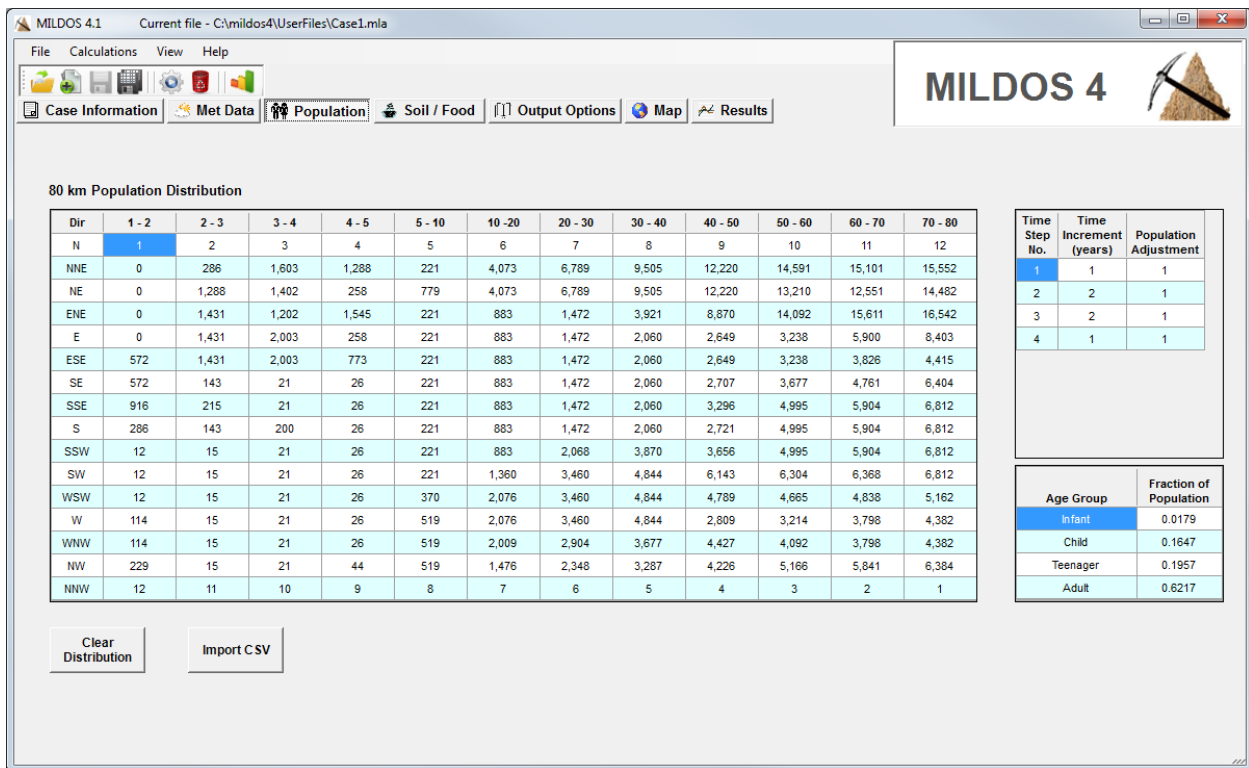 MILDOS 4.1 Current file - C:\mildos4\UserFiles\Case1.mla
File Calculations View Help
MILDOS 4
Case Information Met Data Population Soil / Food Output Options Map Results
80 km Population Distribution
Dir 1 - 2 2 - 3 3 - 4 4 - 5 5 - 10 10 -20 20 - 30 30 - 40 40 - 50 50 - 60 60 - 70 70 - 80
N 1 2 3 4 5 6 7 8 9 10 11 12
NNE 0 286 1,603 1,288 221 4,073 6,789 9,505 12,220 14,591 15,101 15,552
NE 0 1,288 1,402 258 779 4,073 6,789 9,505 12,220 13,210 12,551 14,482
ENE 0 1,431 1,202 1,545 221 883 1,472 3,921 8,870 14,092 15,611 16,542
E 0 1,431 2,003 258 221 883 1,472 2,060 2,649 3,238 5,900 8,403
ESE 572 1,431 2,003 773 221 883 1,472 2,060 2,649 3,238 3,826 4,415
SE 572 143 21 26 221 883 1,472 2,060 2,707 3,677 4,761 6,404
SSE 916 215 21 26 221 883 1,472 2,060 3,296 4,995 5,904 6,812
S 286 143 200 26 221 883 1,472 2,060 2,721 4,995 5,904 6,812
SSW 12 15 21 26 221 883 2,068 3,870 3,656 4,995 5,904 6,812
SW 12 15 21 26 221 1,360 3,460 4,844 6,143 6,304 6,368 6,812
WSW 12 15 21 26 370 2,076 3,460 4,844 4,789 4,665 4,838 5,162
W 114 15 21 26 519 2,076 3,460 4,844 2,809 3,214 3,798 4,382
WNW 114 15 21 26 519 2,009 2,904 3,677 4,427 4,092 3,798 4,382
NW 229 15 21 44 519 1,476 2,348 3,287 4,226 5,166 5,841 6,384
NNW 12 11 10 9 8 7 6 5 4 3 2 1
Clear
Distribution
Import CSV
Time Time
Step Increment Population
No. (years) Adjustment
1 1 1
2 2 1
3 2 1
4 1 1
Fraction of
Age Group Population
Infant 0.0179
Child 0.1647
Teenager 0.1957
Adult 0.6217